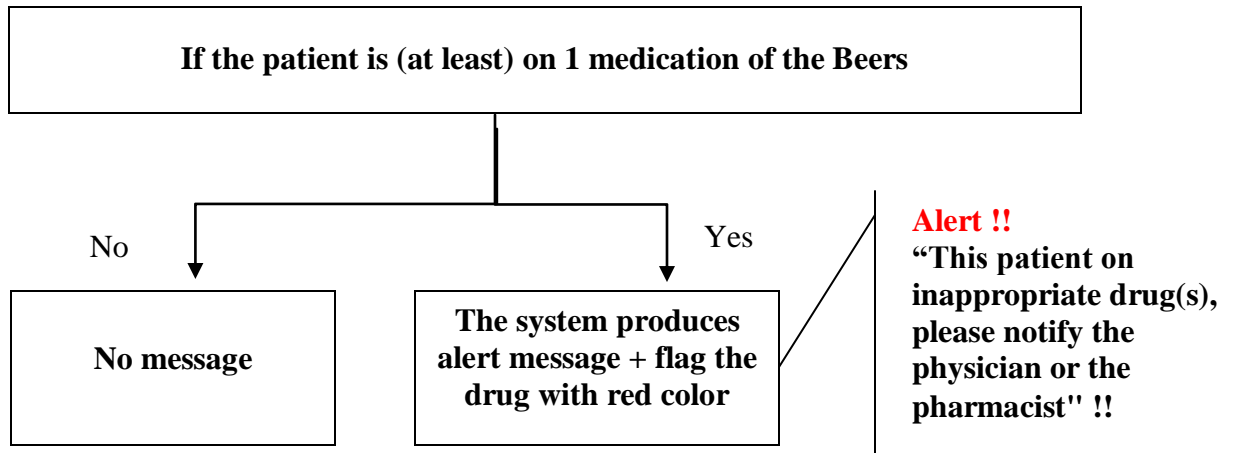 If the patient is (at least) on 1 medication of the Beers
No
Yes
No message
The system produces
alert message + flag the
drug with red color
Alert !!
“This patient on
inappropriate drug(s),
please notify the
physician or the
pharmacist" !!